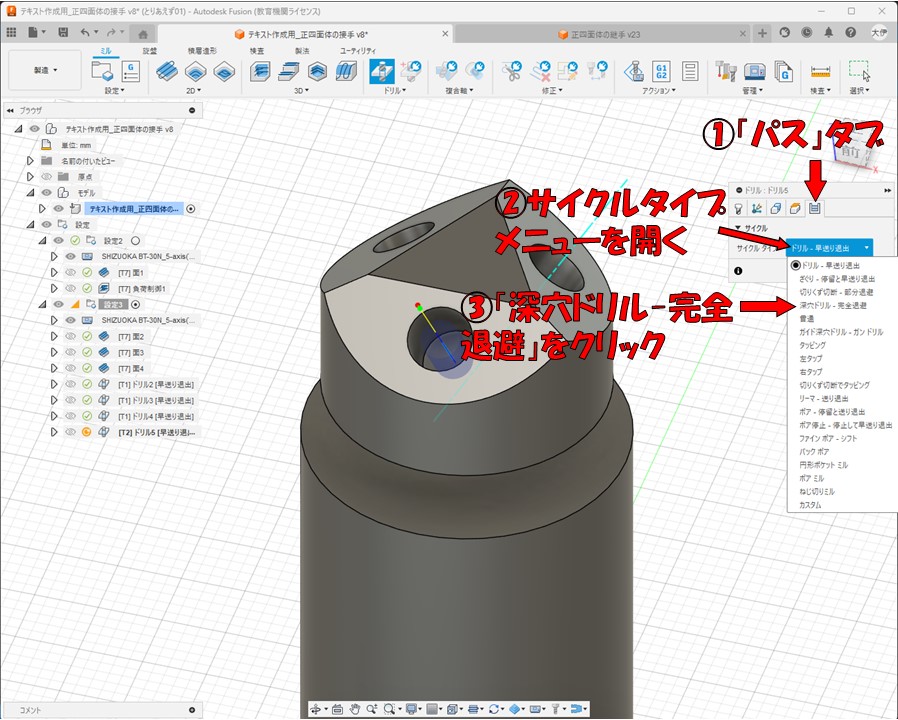 テキスト作成用_正四面体の接手 v8* (とりあえず01) - Autodesk Fusion (教育機関ライセンス)
テキスト作成用_正四面体の接手 v8*
正四面体の継手 v23
大伊
ミル
旋盤
積層造形
検査
製法
ユーティリティ
製造
設定
2D
3D
ドリル
複合軸
修正
アクション
管理
検査
選択
G1
G2
ブラウザ
テキスト作成用_正四面体の接手 v8
単位: mm
名前の付いたビュー
原点
モデル
テキスト作成用_正四面体の...
設定
設定2
SHIZUOKA BT-30N_5-axis(...
[T7] 面1
[T7] 負荷制御1
設定3
SHIZUOKA BT-30N_5-axis(...
[T7] 面2
[T7] 面3
[T7] 面4
[T1] ドリル2 [早送り退出]
[T1] ドリル3 [早送り退出]
[T1] ドリル4 [早送り退出]
[T2] ドリル5 [早送り退...
①「パス」タブ
②サイクルタイプ
メニューを開く
③「深穴ドリル - 完全
退避」をクリック
X
ドリル : ドリル5
サイクル
サイクル タイ
ドリル - 早送り退出
ドリル - 早送り退出
ざぐり - 停留と早送り退出
切りくず切断 - 部分退避
深穴ドリル - 完全退避
普通
ガイド深穴ドリル - ガン ドリル
タッピング
左タップ
右タップ
切りくず切断でタッピング
リーマ - 送り退出
ボア - 停留と送り退出
ボア停止 - 停止して早送り退出
ファイン ボア - シフト
バック ボア
円形ポケット ミル
ボア ミル
ねじ切りミル
カスタム
コメント